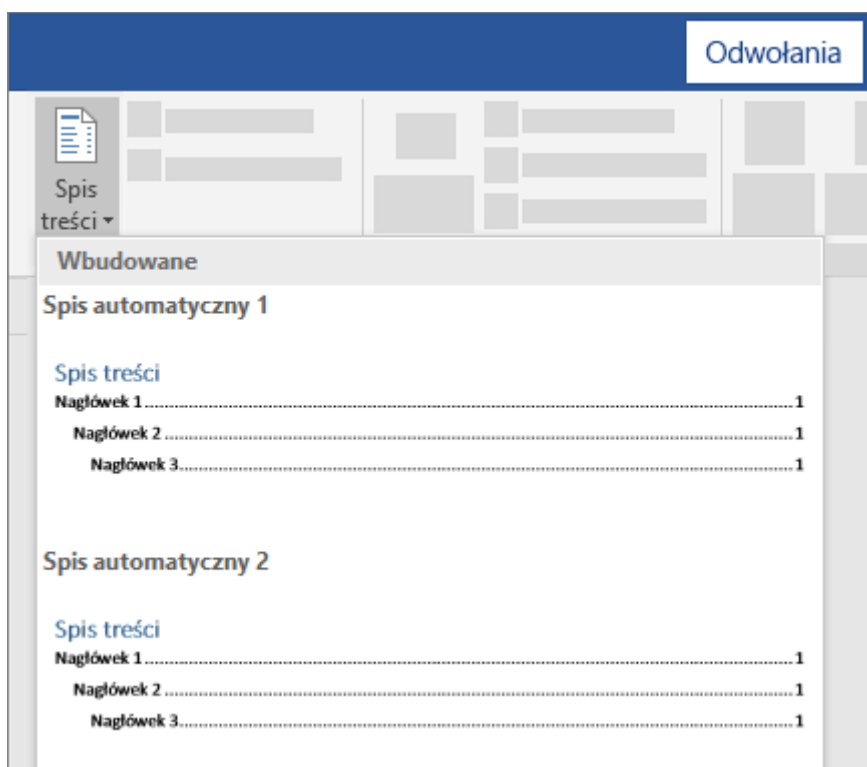 Odwołania
Spis
treści
Wbudowane
Spis automatyczny 1
Spis treści
Nagłówek 1........................................................................................................1
Nagłówek 2........................................................................................................1
Nagłówek 3........................................................................................................1
Spis automatyczny 2
Spis treści
Nagłówek 1........................................................................................................1
Nagłówek 2........................................................................................................1
Nagłówek 3........................................................................................................1